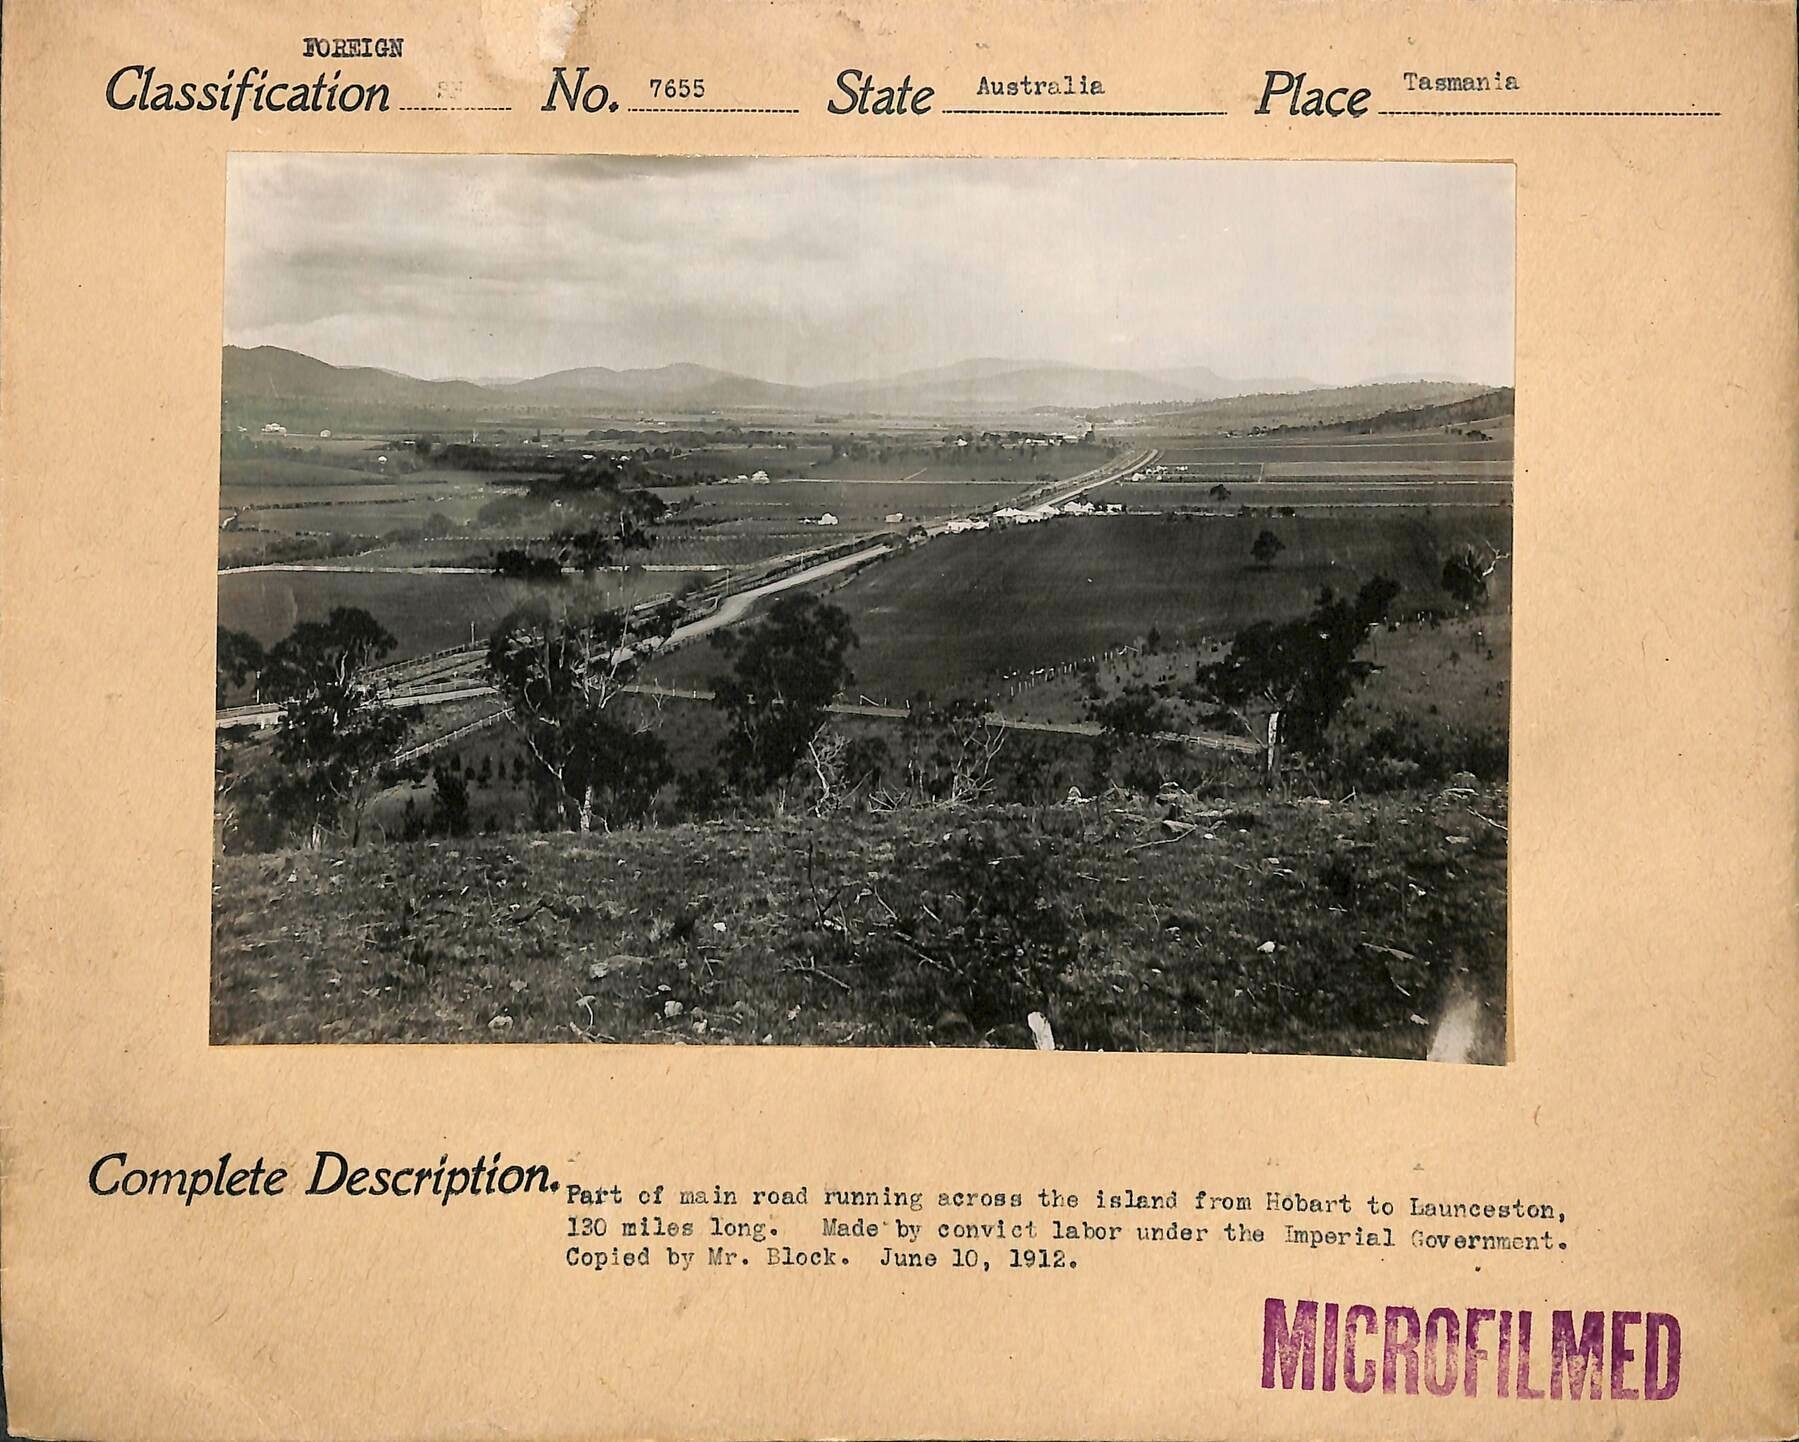 FOREIGN
Classification No. 7655 State Australia Place Tasmania
Complete Description. Part of main road running across the island from Hobart to Launceston,
130 miles long. Made by convict labor under the Imperial Government.
Copied by Mr. Block. June 10, 1912.
MICROFILMED